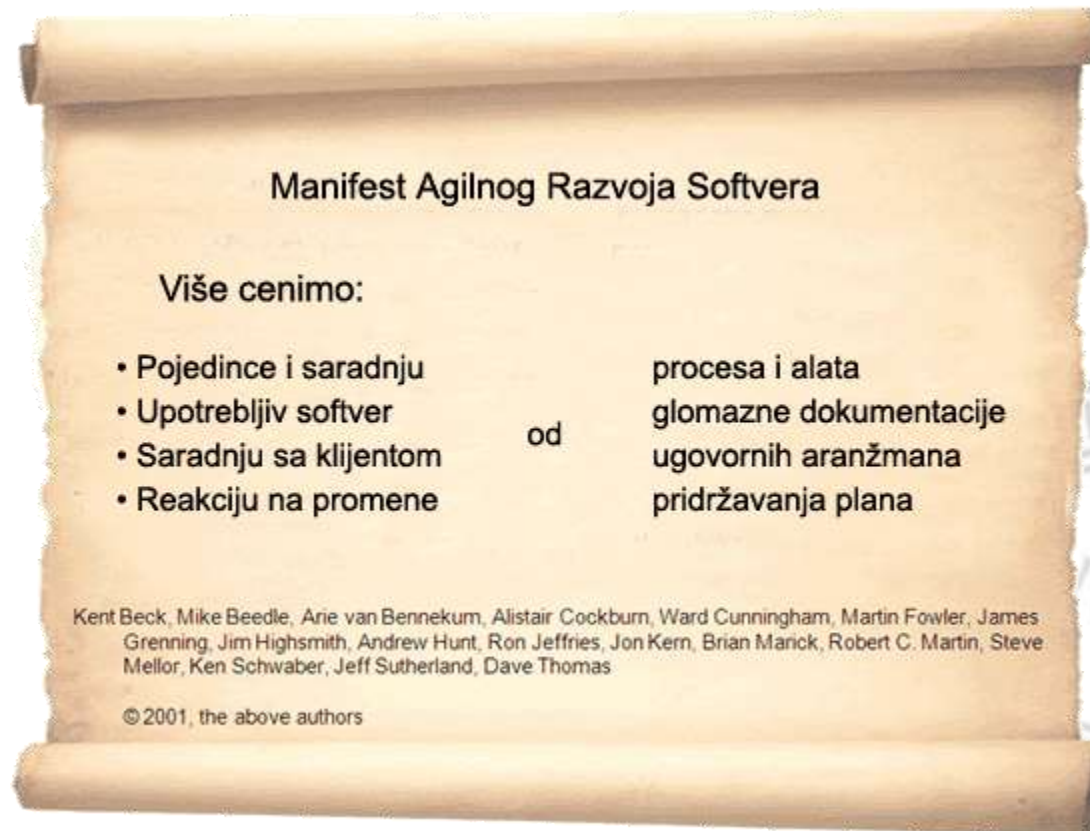 Manifest Agilnog Razvoja Softvera
Više cenimo:
• Pojedince i saradnju
• Upotrebljiv softver
• Saradnju sa klijentom
• Reakciju na promene
od
procesa i alata
glomazne dokumentacije
ugovornih aranžmana
pridržavanja plana
Kent Beck, Mike Beedle, Arie van Bennekum, Alistair Cockburn, Ward Cunningham, Martin Fowler, James
Grenning, Jim Highsmith, Andrew Hunt, Ron Jeffries, Jon Kern, Brian Marick, Robert C. Martin, Steve
Mellor, Ken Schwaber, Jeff Sutherland, Dave Thomas
© 2001, the above authors